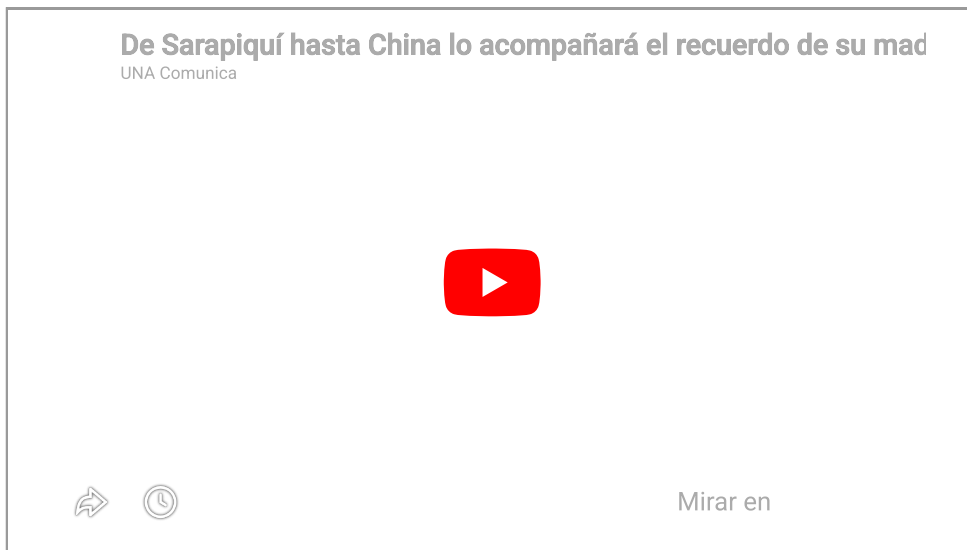 De Sarapiquí hasta China lo acompañará el recuerdo de su mad
UNA Comunica
Mirar en